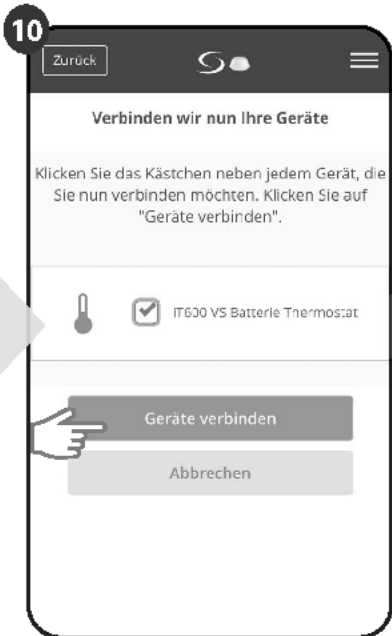 10
Zurück
Verbinden wir nun Ihre Geräte
Klicken Sie das Kästchen neben jedem Gerät, die
Sie nun verbinden möchten. Klicken Sie auf
"Geräte verbinden".
iT600 VS Batterie Thermostat
Geräte verbinden
Abbrechen